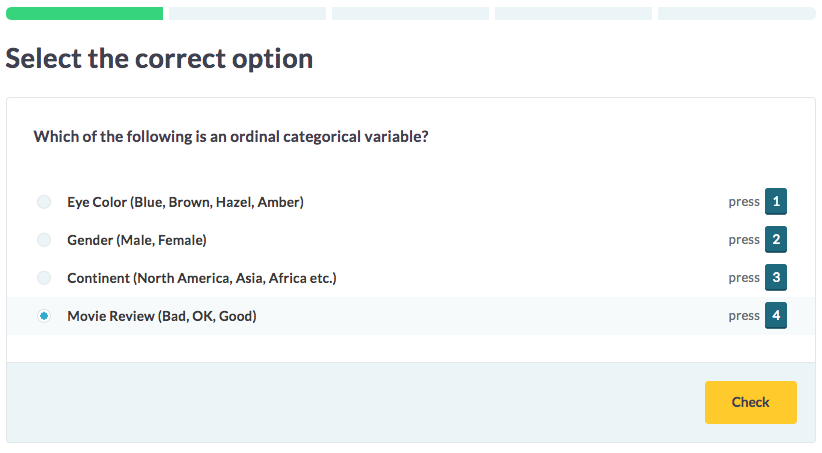 Select the correct option
Which of the following is an ordinal categorical variable?
Eye Color (Blue, Brown, Hazel, Amber) press 1
Gender (Male, Female) press 2
Continent (North America, Asia, Africa etc.) press 3
Movie Review (Bad, OK, Good) press 4
Check